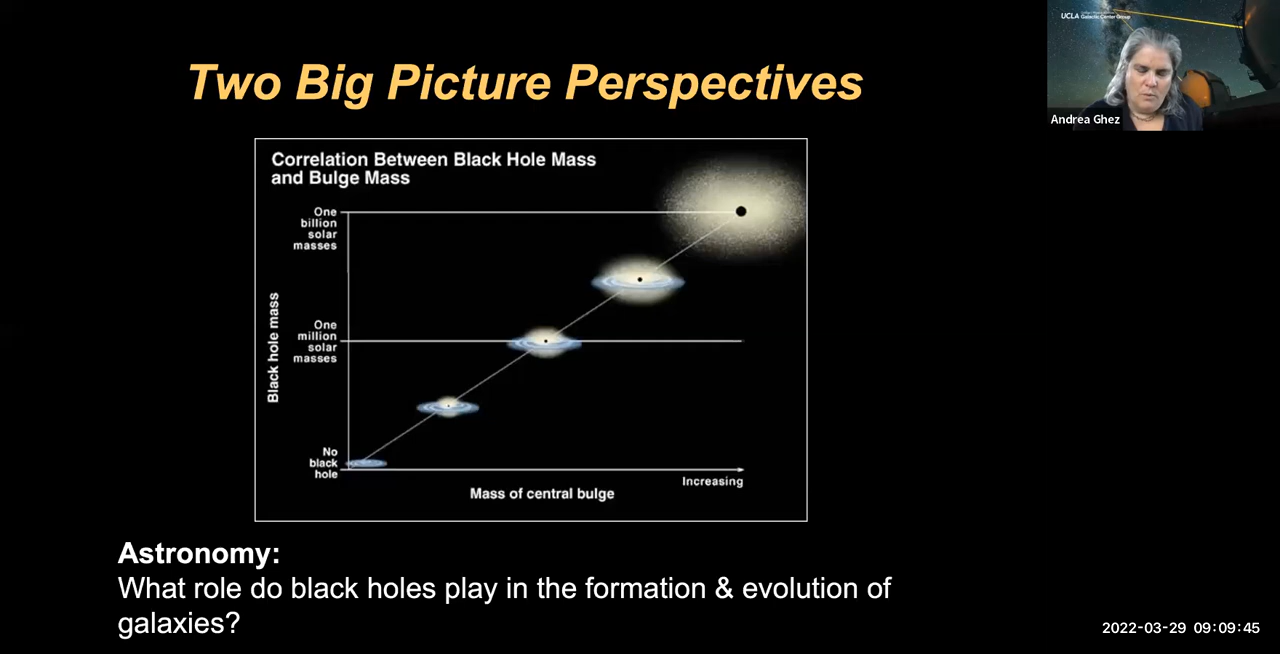 UCLA Galactic Center Group
Two Big Picture Perspectives
Andrea Ghez
Correlation Between Black Hole Mass
and Bulge Mass
One
billion
solar
masses
One
million
solar
masses
Black hole mass
No
black
hole
Increasing
Mass of central bulge
Astronomy:
What role do black holes play in the formation & evolution of
galaxies?
2022-03-29 09:09:45